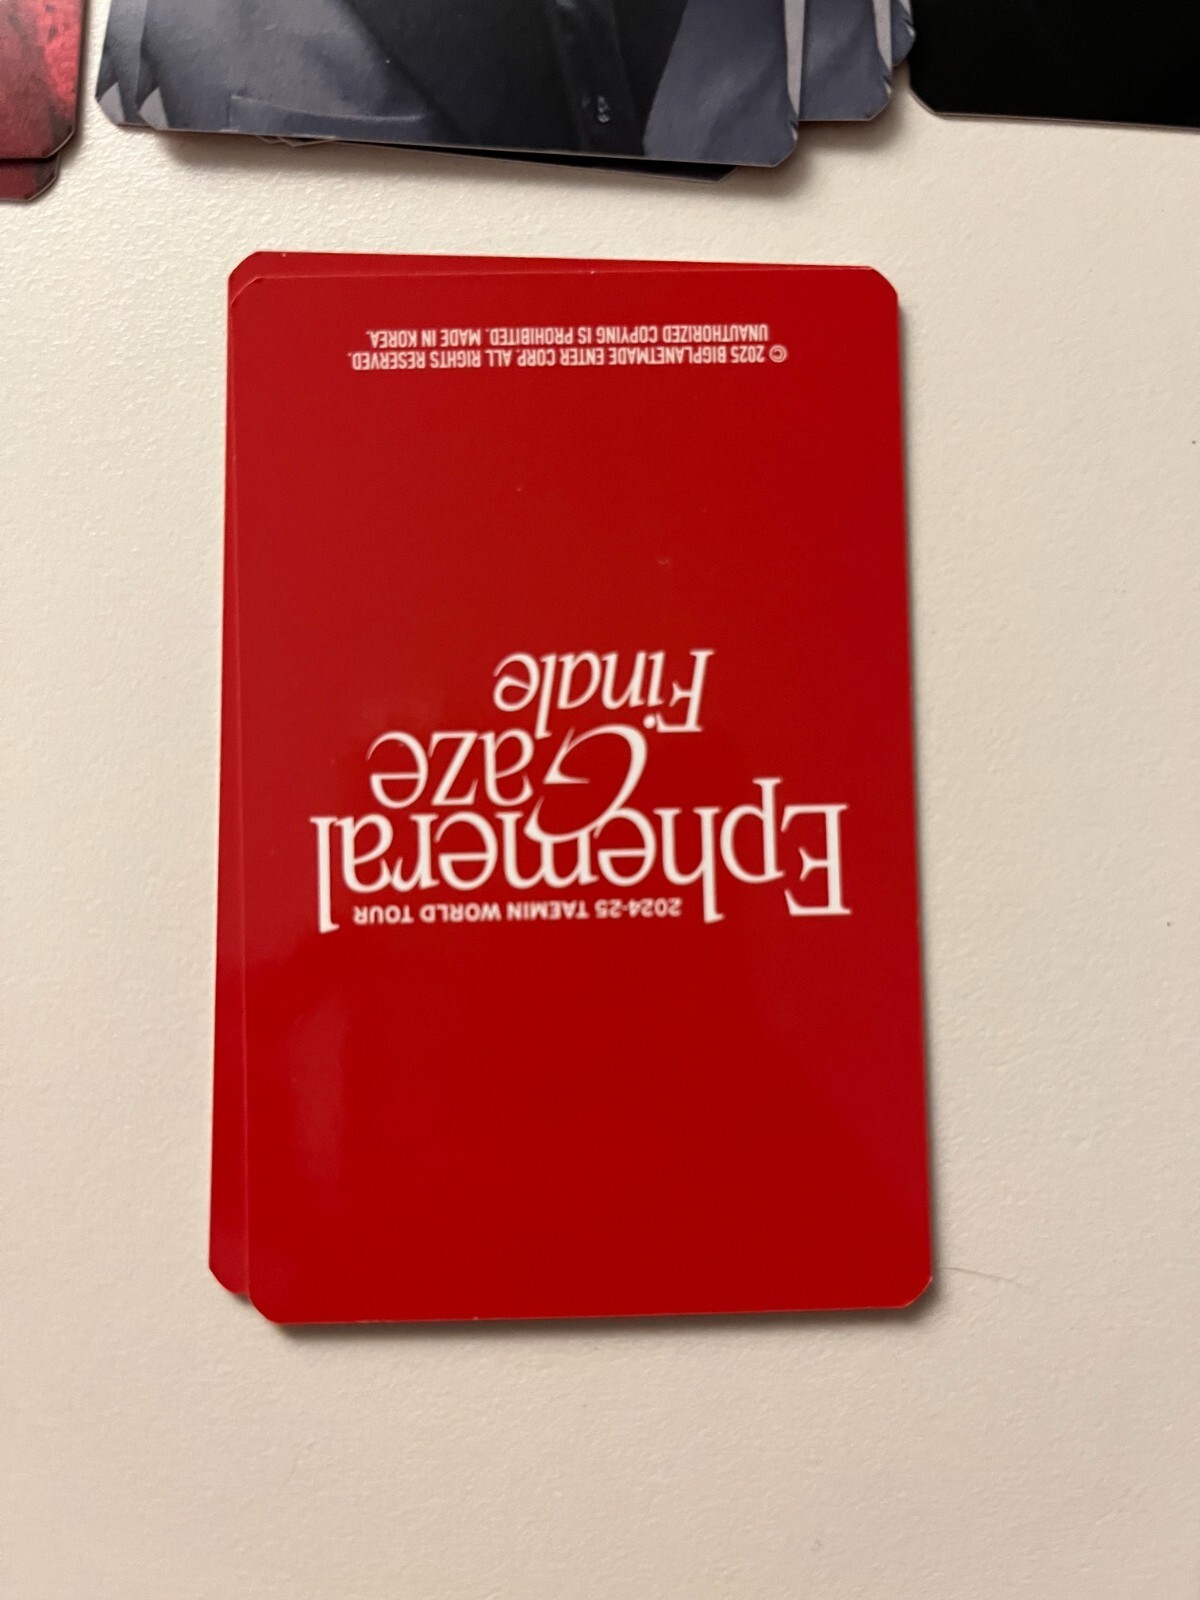 2024-25 TAEMIN WORLD TOUR
Ephemeral
Gaze
Finale
© 2025 BIGPLANETMADE ENTER CORP. ALL RIGHTS RESERVED.
UNAUTHORIZED COPYING IS PROHIBITED. MADE IN KOREA.